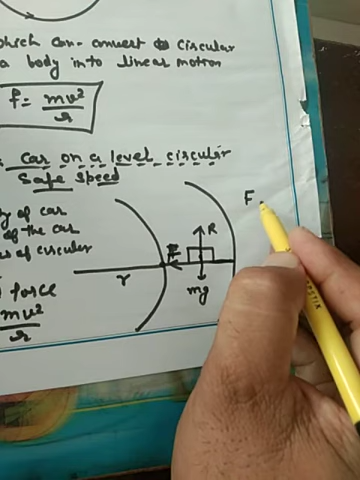 which can convert circular
a body into linear motion
f = mv²/r
car on a level circular
Safe speed
of car
of the car
of circular
force
mv²/r
R
F
r
mg
F